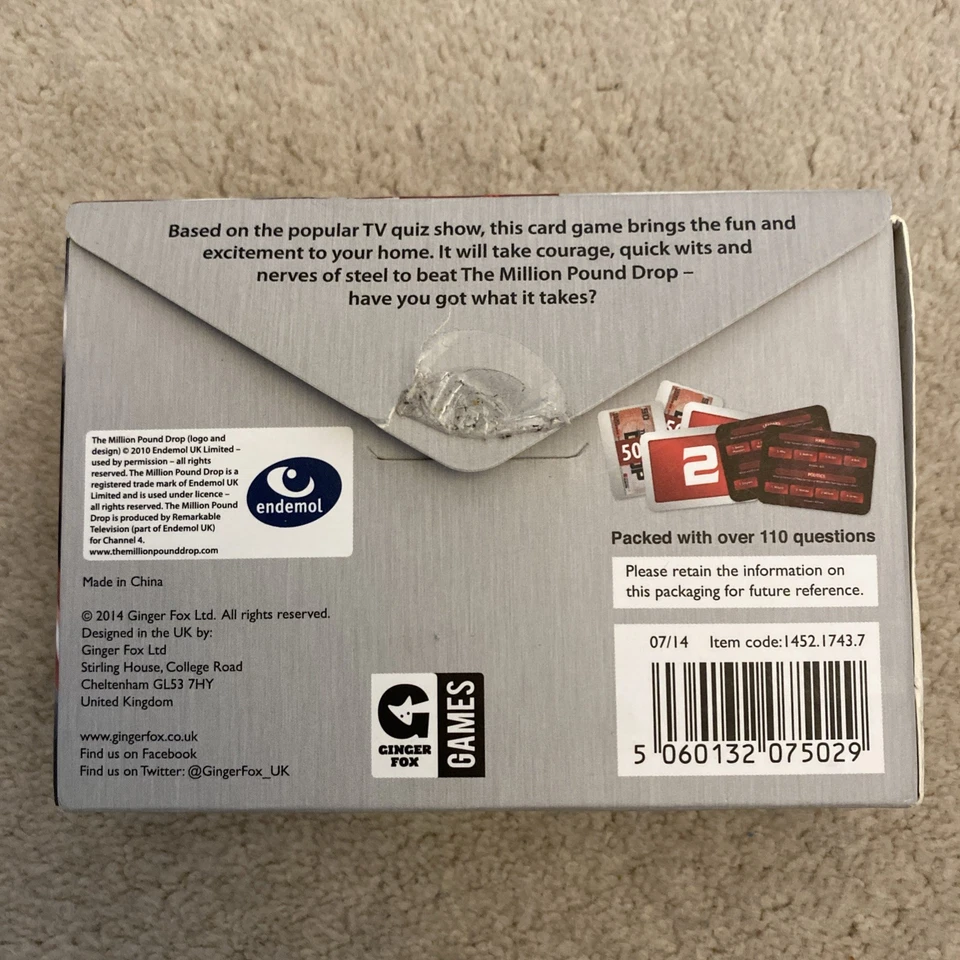 Based on the popular TV quiz show, this card game brings the fun and
excitement to your home. It will take courage, quick wits and
nerves of steel to beat The Million Pound Drop –
have you got what it takes?
The Million Pound Drop (logo and
design) © 2010 Endemol UK Limited –
used by permission – all rights
reserved. The Million Pound Drop is a
registered trade mark of Endemol UK
Limited and is used under licence –
all rights reserved. The Million Pound
Drop is produced by Remarkable
Television (part of Endemol UK)
for Channel 4.
www.themillionpounddrop.com
endemol
Made in China
© 2014 Ginger Fox Ltd. All rights reserved.
Designed in the UK by:
Ginger Fox Ltd
Stirling House, College Road
Cheltenham GL53 7HY
United Kingdom
www.gingerfox.co.uk
Find us on Facebook
Find us on Twitter: @GingerFox_UK
GINGER
FOX
GAMES
50
2
Packed with over 110 questions
Please retain the information on
this packaging for future reference.
07/14 Item code:1452.1743.7
5 060132 075029